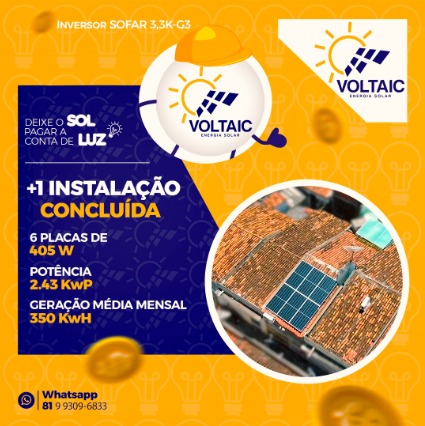 INVERSOR SOFAR 3,3K-G3
VOLTAIC
ENERGIA SOLAR
VOLTAIC
ENERGIA SOLAR
DEIXE O SOL
PAGAR A
CONTA DE LUZ
+1 INSTALAÇÃO
CONCLUÍDA
6 PLACAS DE
405 W
POTÊNCIA
2.43 KwP
GERAÇÃO MÉDIA MENSAL
350 KwH
Whatsapp
81 9 9309-6833